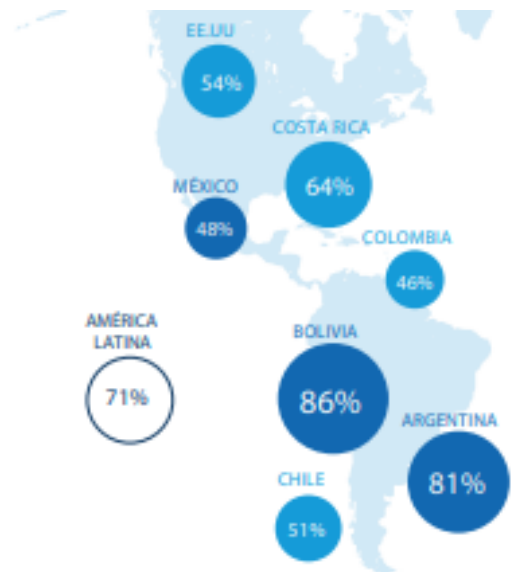 EE.UU
54%
COSTA RICA
64%
MÉXICO
48%
COLOMBIA
46%
AMÉRICA
LATINA
71%
BOLIVIA
86%
ARGENTINA
81%
CHILE
51%